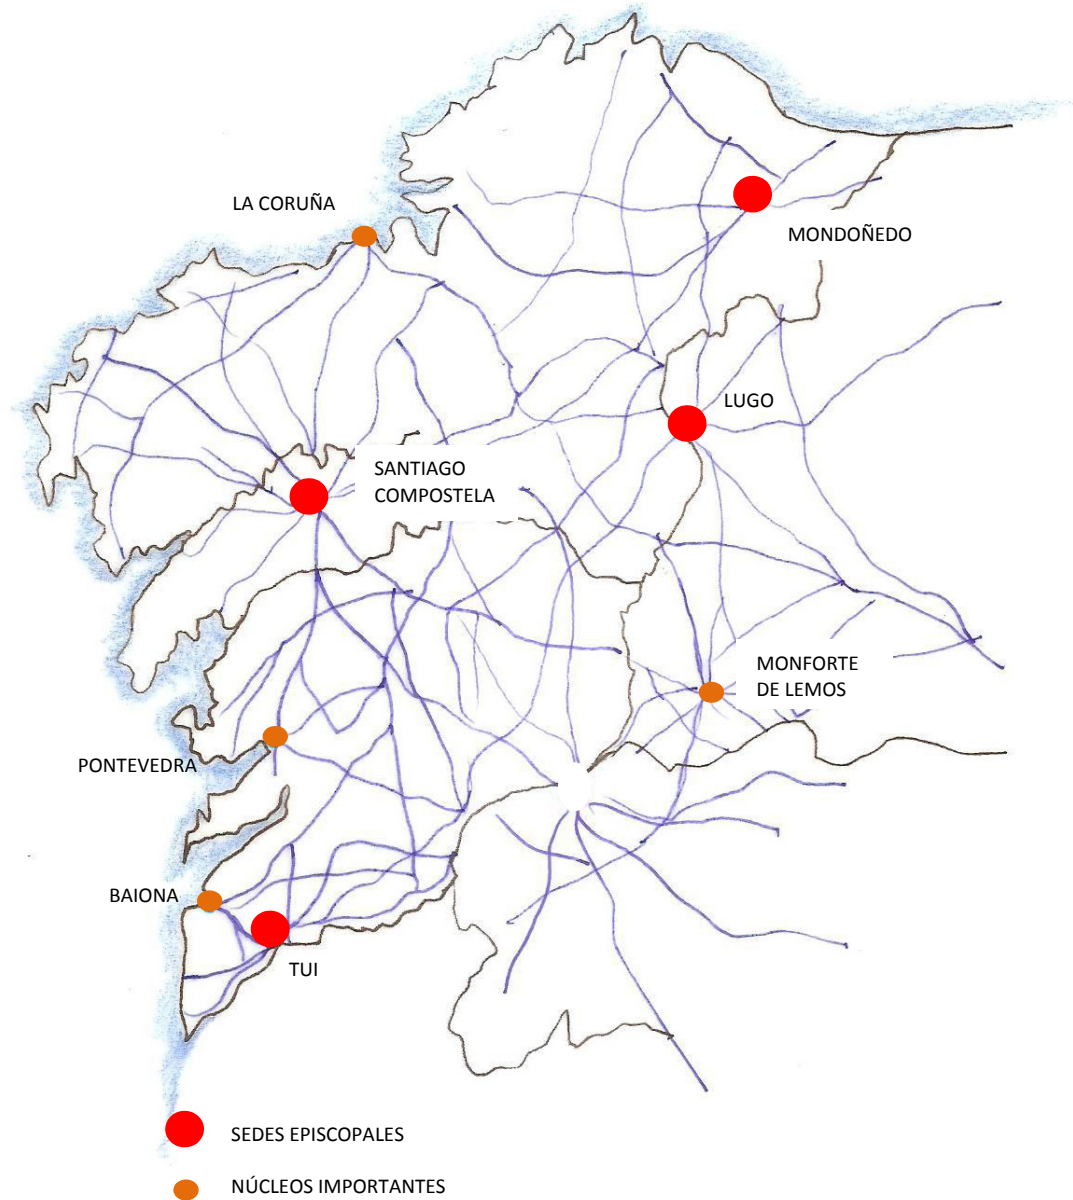 LA CORUÑA
MONDOÑEDO
LUGO
SANTIAGO
COMPOSTELA
MONFORTE
DE LEMOS
PONTEVEDRA
BAIONA
TUI
SEDES EPISCOPALES
NÚCLEOS IMPORTANTES